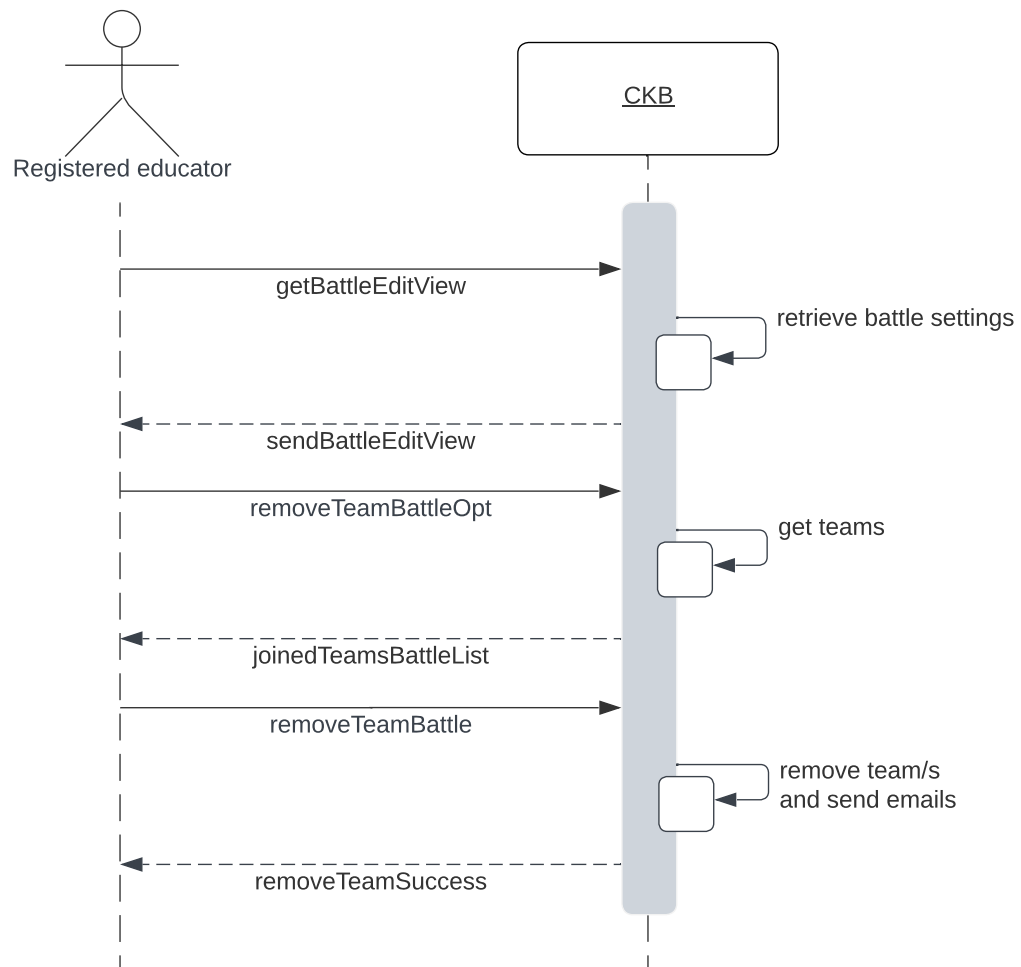 CKB
Registered educator
getBattleEditView
retrieve battle settings
sendBattleEditView
removeTeamBattleOpt
get teams
joinedTeamsBattleList
removeTeamBattle
remove team/s
and send emails
removeTeamSuccess